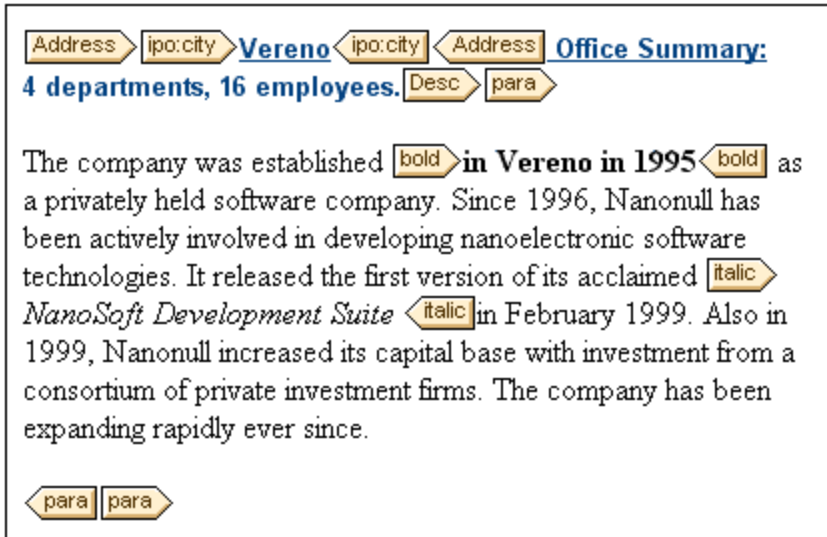 Address ipo:city Vereno ipo:city Address Office Summary:
4 departments, 16 employees. Desc para
The company was established bold in Vereno in 1995 bold as
a privately held software company. Since 1996, Nanonull has
been actively involved in developing nanoelectronic software
technologies. It released the first version of its acclaimed italic
NanoSoft Development Suite italic in February 1999. Also in
1999, Nanonull increased its capital base with investment from a
consortium of private investment firms. The company has been
expanding rapidly ever since.
para para